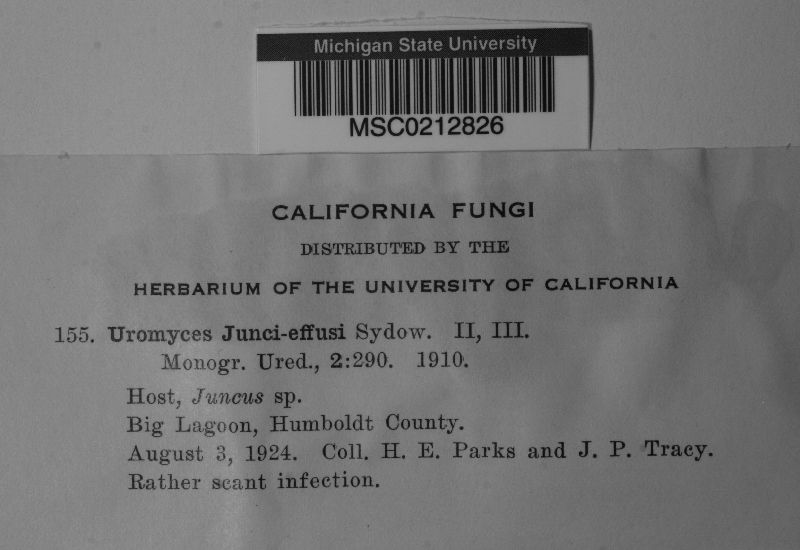 Michigan State University
MSC0212826
CALIFORNIA FUNGI
DISTRIBUTED BY THE
HERBARIUM OF THE UNIVERSITY OF CALIFORNIA
155. Uromyces Junci-effusi Sydow. II, III.
Monogr. Ured., 2:290. 1910.
Host, Juncus sp.
Big Lagoon, Humboldt County.
August 3, 1924. Coll. H. E. Parks and J. P. Tracy.
Rather scant infection.